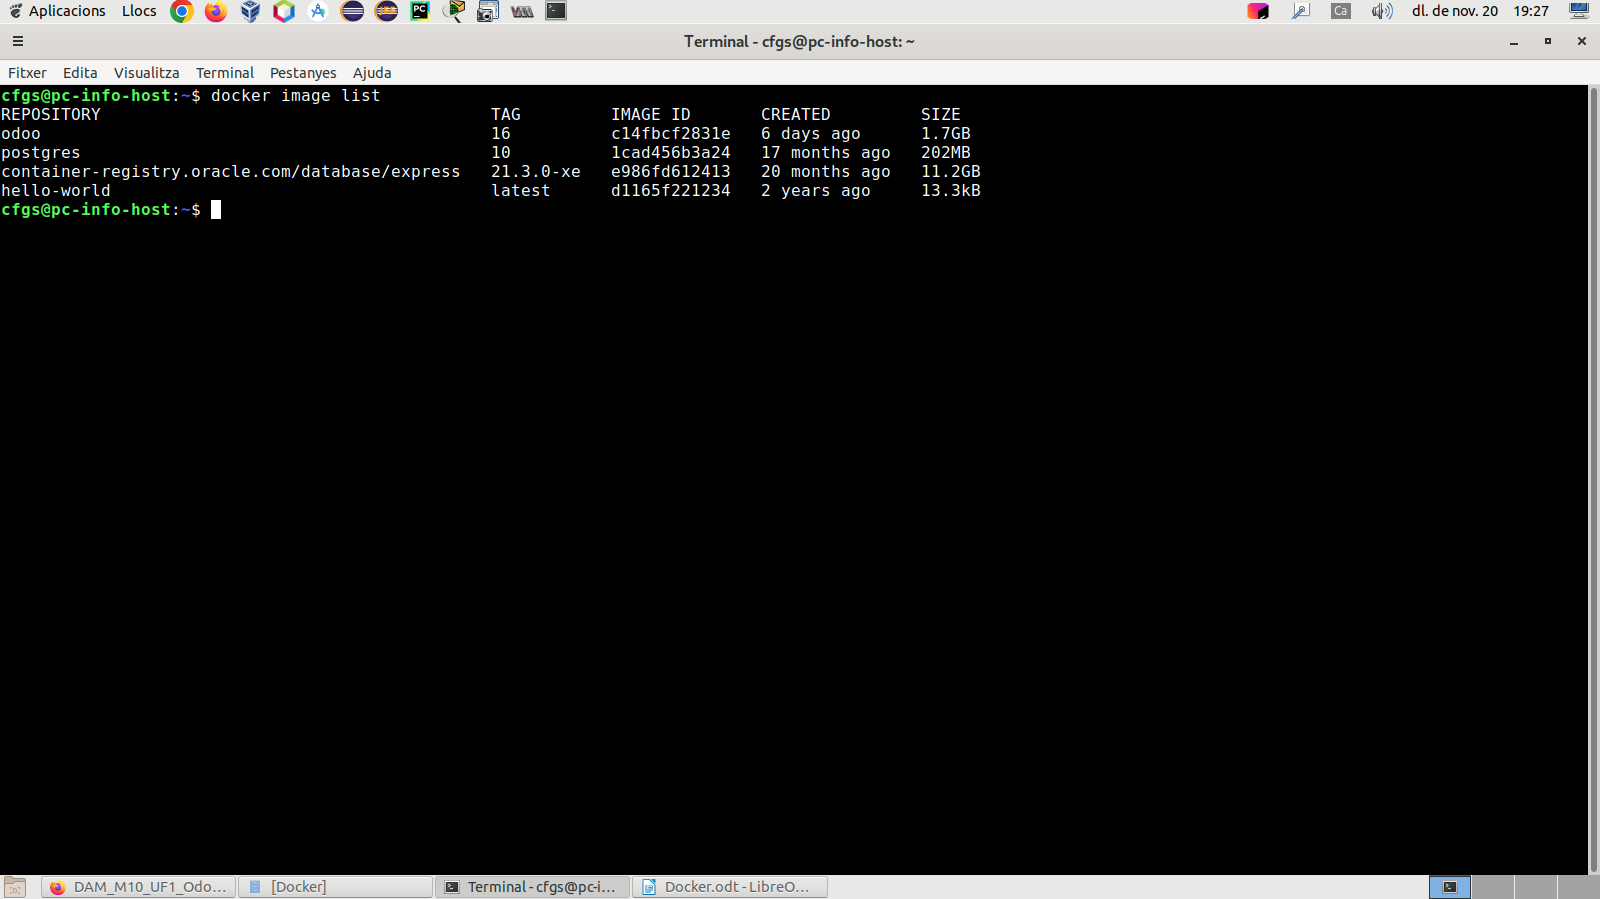 Aplicacions Llocs Ca dl. de nov. 20 19:27
Terminal - cfgs@pc-info-host: ~
Fitxer Edita Visualitza Terminal Pestanyes Ajuda
cfgs@pc-info-host:~$ docker image list
REPOSITORY TAG IMAGE ID CREATED SIZE
odoo 16 c14fbcf2831e 6 days ago 1.7GB
postgres 10 1cad456b3a24 17 months ago 202MB
container-registry.oracle.com/database/express 21.3.0-xe e986fd612413 20 months ago 11.2GB
hello-world latest d1165f221234 2 years ago 13.3kB
cfgs@pc-info-host:~$
DAM_M10_UF1_Odo... [Docker] Terminal - cfgs@pc-i... Docker.odt - LibreO...